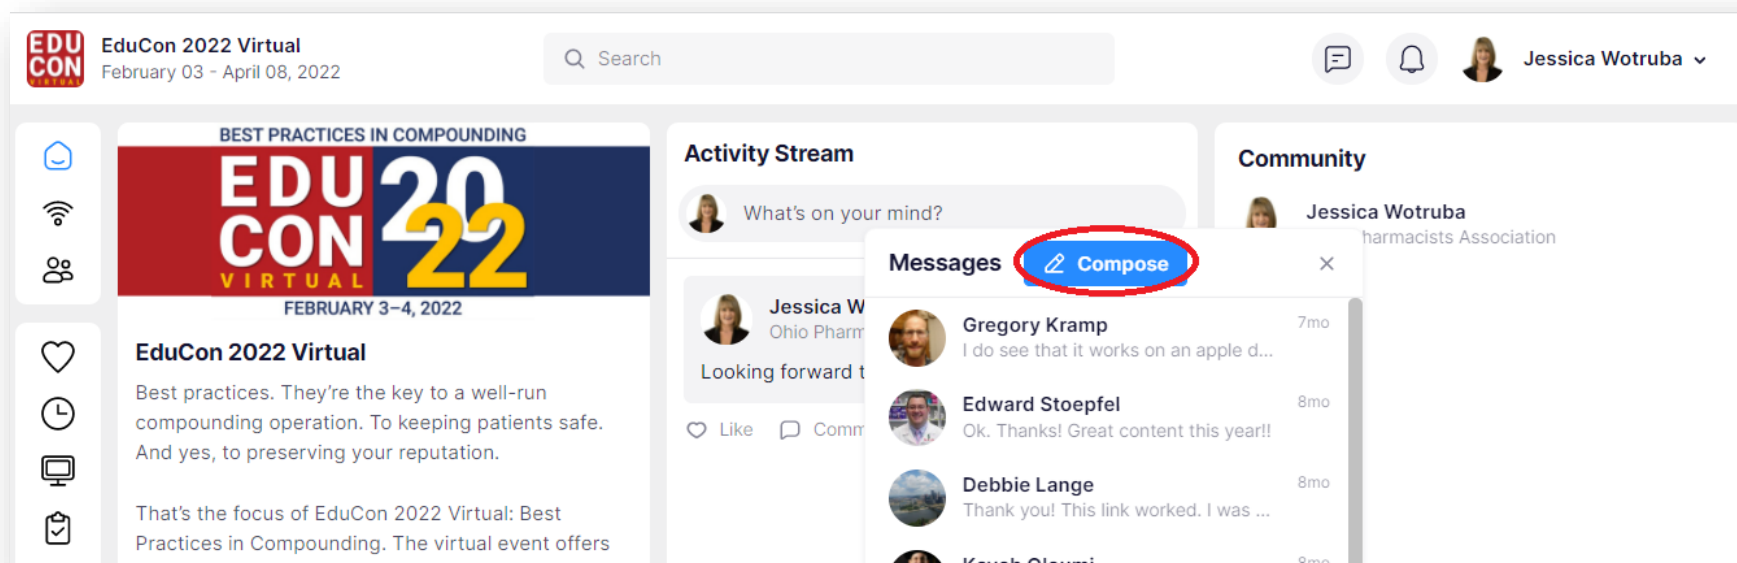 EDU
CON
VIRTUAL
EduCon 2022 Virtual
February 03 - April 08, 2022
Search
Jessica Wotruba
BEST PRACTICES IN COMPOUNDING
EDU
CON
VIRTUAL
20
22
FEBRUARY 3–4, 2022
EduCon 2022 Virtual
Best practices. They're the key to a well-run
compounding operation. To keeping patients safe.
And yes, to preserving your reputation.
That's the focus of EduCon 2022 Virtual: Best
Practices in Compounding. The virtual event offers
Activity Stream
What's on your mind?
Jessica W
Ohio Pharm
Looking forward t
Like Comm
Messages Compose
Gregory Kramp 7mo
I do see that it works on an apple d...
Edward Stoepfel 8mo
Ok. Thanks! Great content this year!!
Debbie Lange 8mo
Thank you! This link worked. I was ...
8mo
Community
Jessica Wotruba
harmacists Association